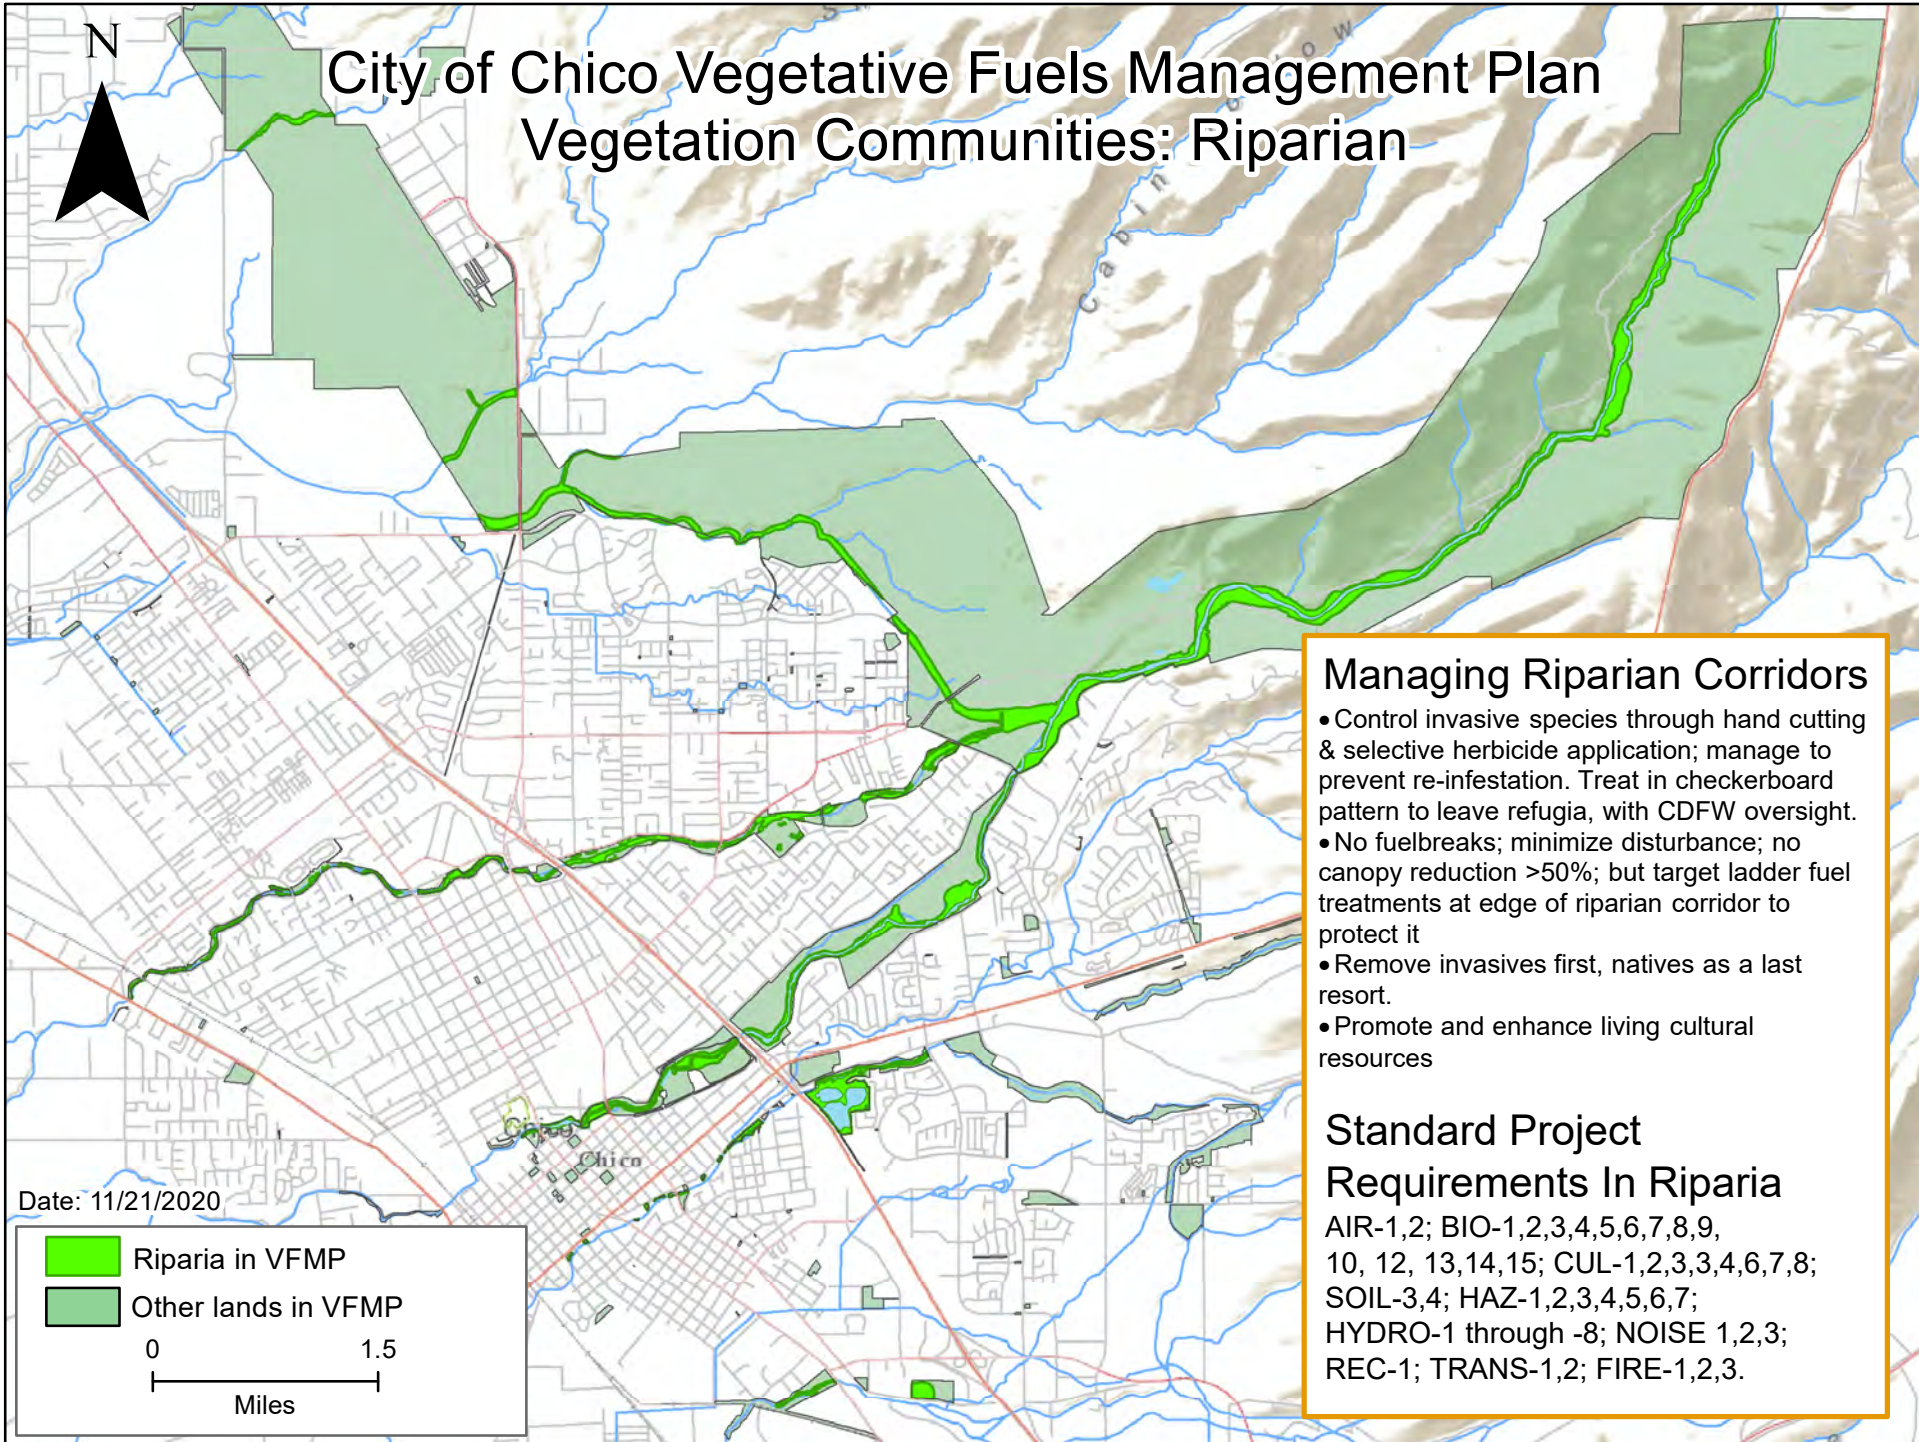 N
City of Chico Vegetative Fuels Management Plan
Vegetation Communities: Riparian
Cabin
Chico
Managing Riparian Corridors
•Control invasive species through hand cutting
& selective herbicide application; manage to
prevent re-infestation. Treat in checkerboard
pattern to leave refugia, with CDFW oversight.
•No fuelbreaks; minimize disturbance; no
canopy reduction >50%; but target ladder fuel
treatments at edge of riparian corridor to
protect it
•Remove invasives first, natives as a last
resort.
•Promote and enhance living cultural
resources
Standard Project
Requirements In Riparia
AIR-1,2; BIO-1,2,3,4,5,6,7,8,9,
10, 12, 13,14,15; CUL-1,2,3,3,4,6,7,8;
SOIL-3,4; HAZ-1,2,3,4,5,6,7;
HYDRO-1 through -8; NOISE 1,2,3;
REC-1; TRANS-1,2; FIRE-1,2,3.
Date: 11/21/2020
Riparia in VFMP
Other lands in VFMP
0 1.5
Miles